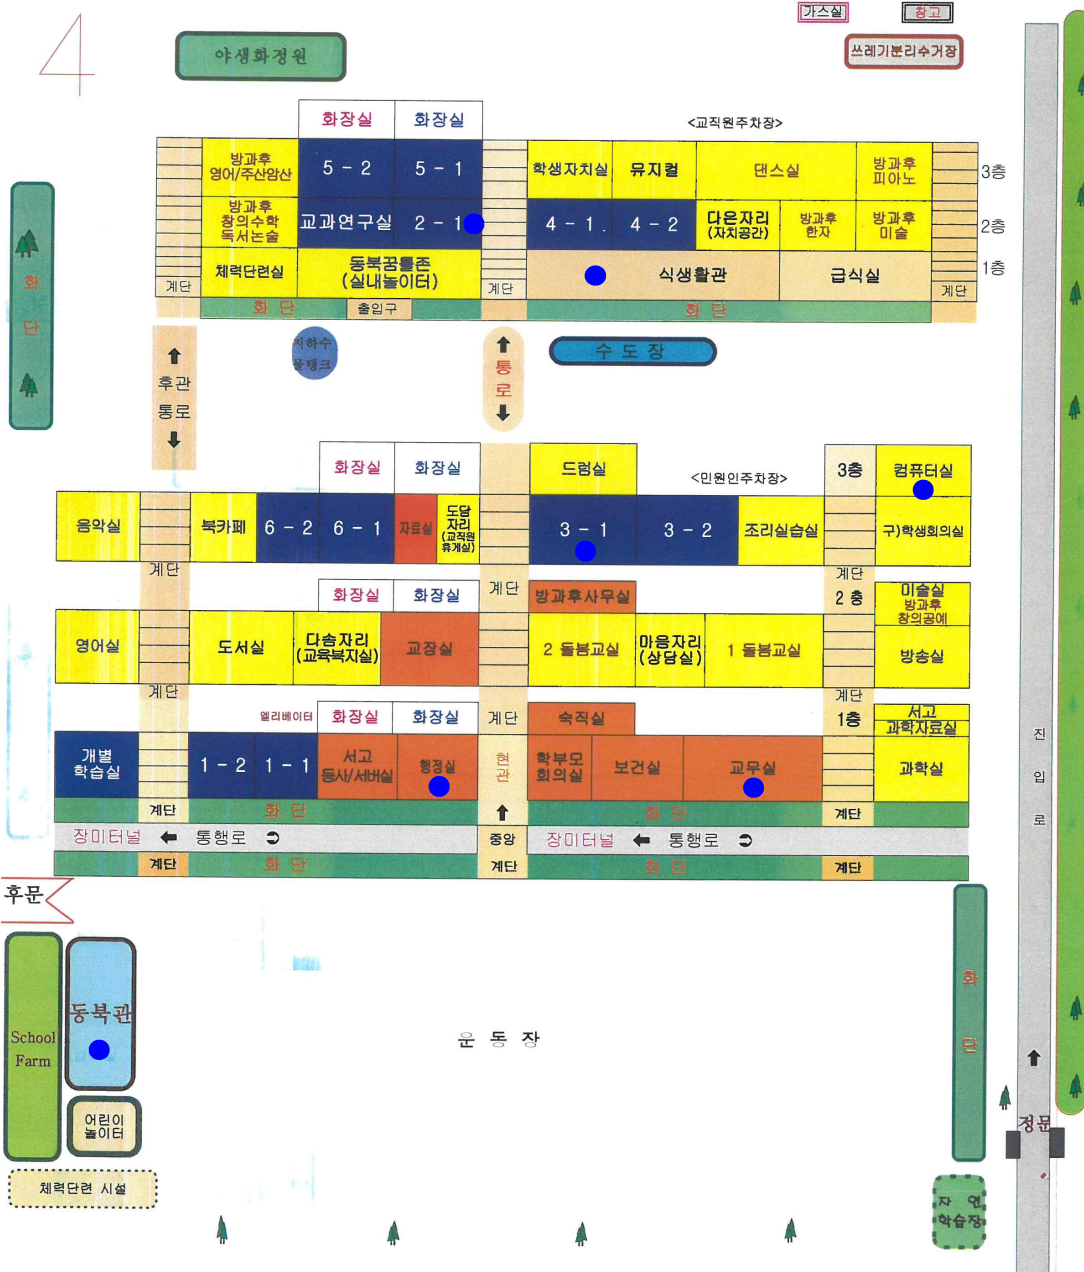 가스실
창고
쓰레기분리수거장
야생화정원
화장실
화장실
<교직원주차장>
방과후
영어/주산암산
5 - 2
5 - 1
학생자치실
뮤지컬
댄스실
방과후
피아노
3층
방과후
창의수학
독서논술
교과연구실
2 - 1
4 - 1.
4 - 2
다온자리
(자치공간)
방과후
한자
방과후
미술
2층
체력단련실
동북꿈틀존
(실내놀이터)
식생활관
급식실
1층
계단
계단
계단
화 단
출입구
화 단
화
단
지하수
물탱크
수 도 장
통
로
후관
통로
화장실
화장실
드럼실
<민원인주차장>
3층
컴퓨터실
음악실
북카페
6 - 2
6 - 1
자료실
도담
자리
(교직원
휴게실)
3 - 1
3 - 2
조리실습실
구)학생회의실
계단
계단
계단
화장실
화장실
방과후사무실
2 층
미술실
방과후
창의공예
영어실
도서실
다솜자리
(교육복지실)
교장실
2 돌봄교실
마음자리
(상담실)
1 돌봄교실
방송실
계단
계단
엘리베이터
화장실
화장실
계단
숙직실
1층
서고
과학자료실
개별
학습실
1 - 2
1 - 1
서고
등사/서버실
행정실
현
관
학부모
회의실
보건실
교무실
과학실
계단
화 단
화 단
계단
장미터널
통행로
중앙
장미터널
통행로
계단
화 단
계단
화 단
계단
진
입
로
후문
동북관
School
Farm
어린이
놀이터
체력단련 시설
운 동 장
화
단
정문
자 연
학습장